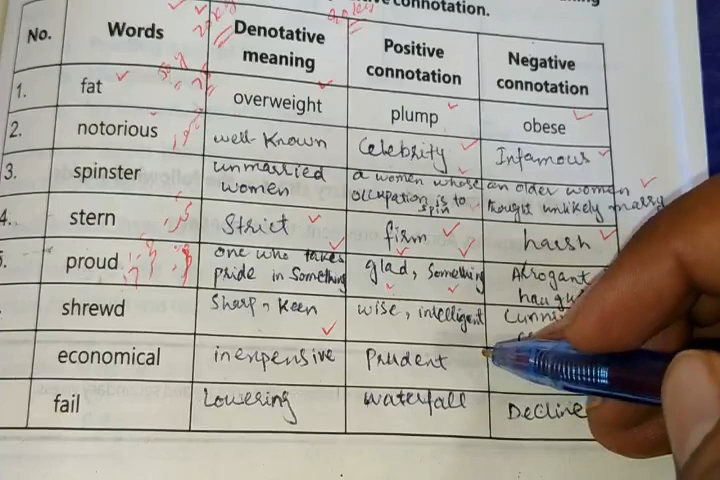 connotation.
No. Words Denotative meaning Positive connotation Negative connotation
1. fat overweight plump obese
2. notorious well-known Celebrity Infamous
3. spinster unmarried women a women whose occupation is to spin an older women thought unlikely marry
4. stern Strict firm harsh
5. proud one who takes pride in Something glad, Something Arrogant
shrewd Sharp, Keen wise, intelligent
economical inexpensive Prudent
fail Lowering Waterfall Decline